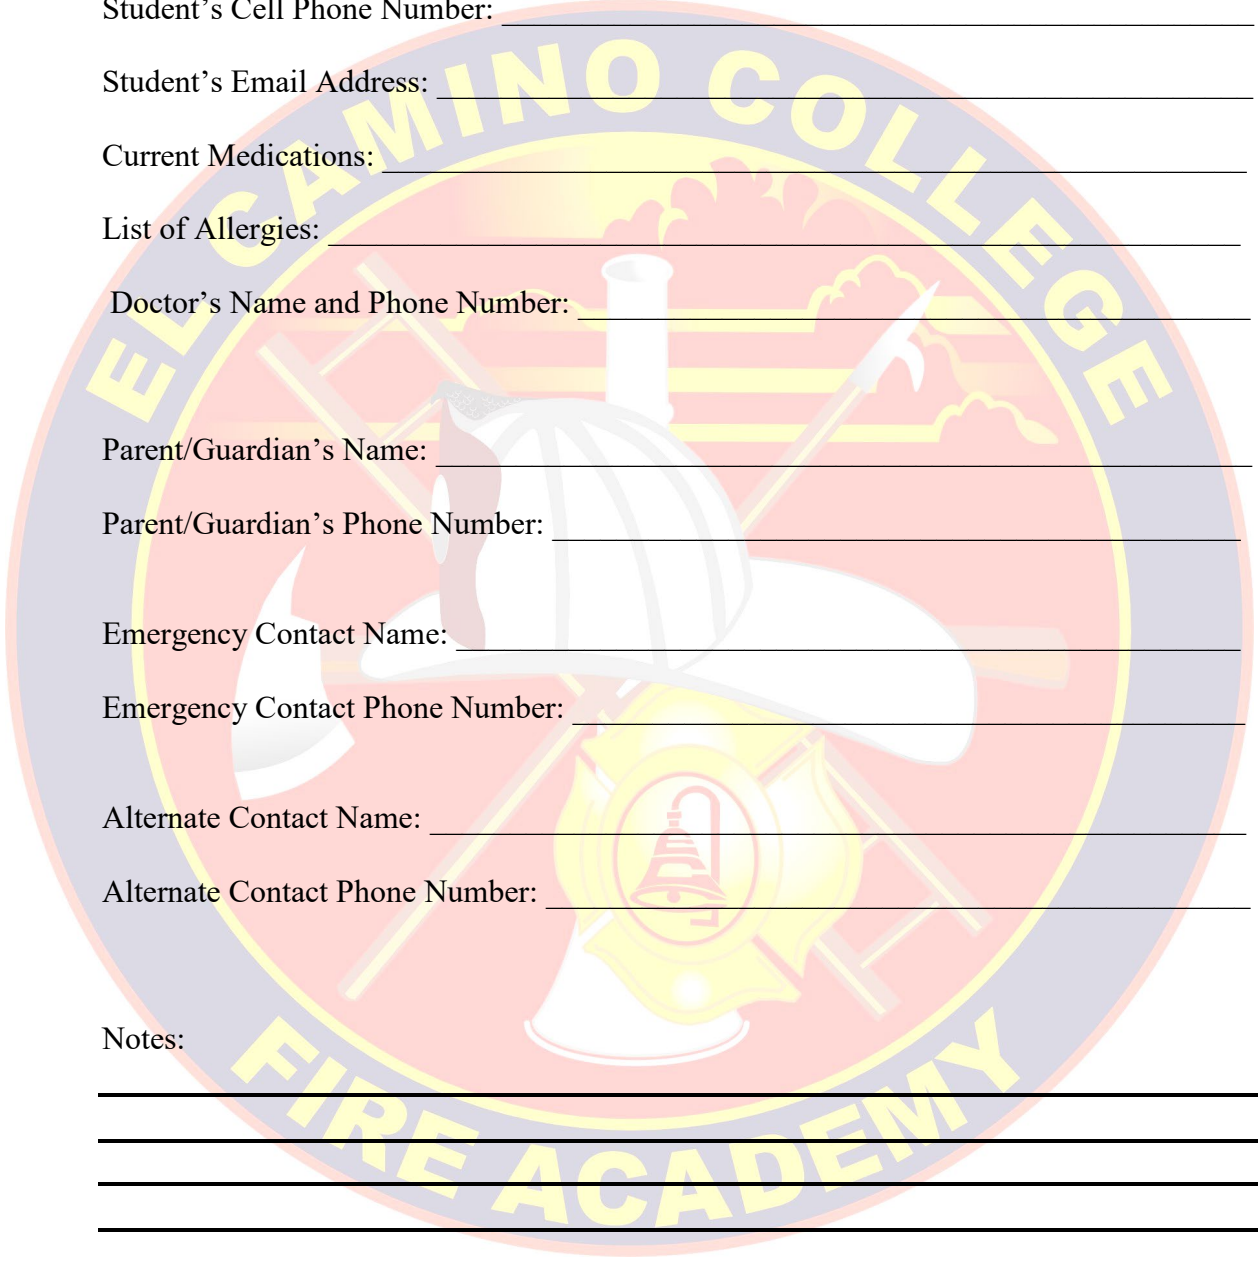 Student’s Cell Phone Number: 
Student’s Email Address: 
Current Medications: 
List of Allergies: 
Doctor’s Name and Phone Number: 
Parent/Guardian’s Name: 
Parent/Guardian’s Phone Number: 
Emergency Contact Name: 
Emergency Contact Phone Number: 
Alternate Contact Name: 
Alternate Contact Phone Number: 
Notes:
EL CAMINO COLLEGE
FIRE ACADEMY